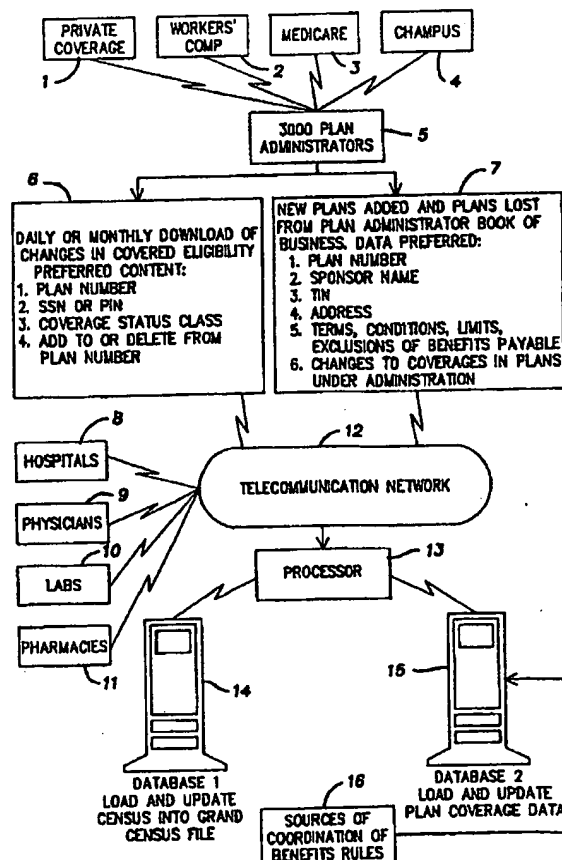 PRIVATE
COVERAGE
1
WORKERS'
COMP
2
MEDICARE
3
CHAMPUS
4
3000 PLAN
ADMINISTRATORS
5
6
DAILY OR MONTHLY DOWNLOAD OF
CHANGES IN COVERED ELIGIBILITY
PREFERRED CONTENT:
1. PLAN NUMBER
2. SSN OR PIN
3. COVERAGE STATUS CLASS
4. ADD TO OR DELETE FROM
PLAN NUMBER
7
NEW PLANS ADDED AND PLANS LOST
FROM PLAN ADMINISTRATOR BOOK OF
BUSINESS. DATA PREFERRED:
1. PLAN NUMBER
2. SPONSOR NAME
3. TIN
4. ADDRESS
5. TERMS, CONDITIONS, LIMITS,
EXCLUSIONS OF BENEFITS PAYABLE
6. CHANGES TO COVERAGES IN PLANS
UNDER ADMINISTRATION
8
HOSPITALS
9
PHYSICIANS
10
LABS
PHARMACIES
11
12
TELECOMMUNICATION NETWORK
13
PROCESSOR
14
DATABASE 1
LOAD AND UPDATE
CENSUS INTO GRAND
CENSUS FILE
15
DATABASE 2
LOAD AND UPDATE
PLAN COVERAGE DATA
16
SOURCES OF
COORDINATION OF
BENEFITS RULES